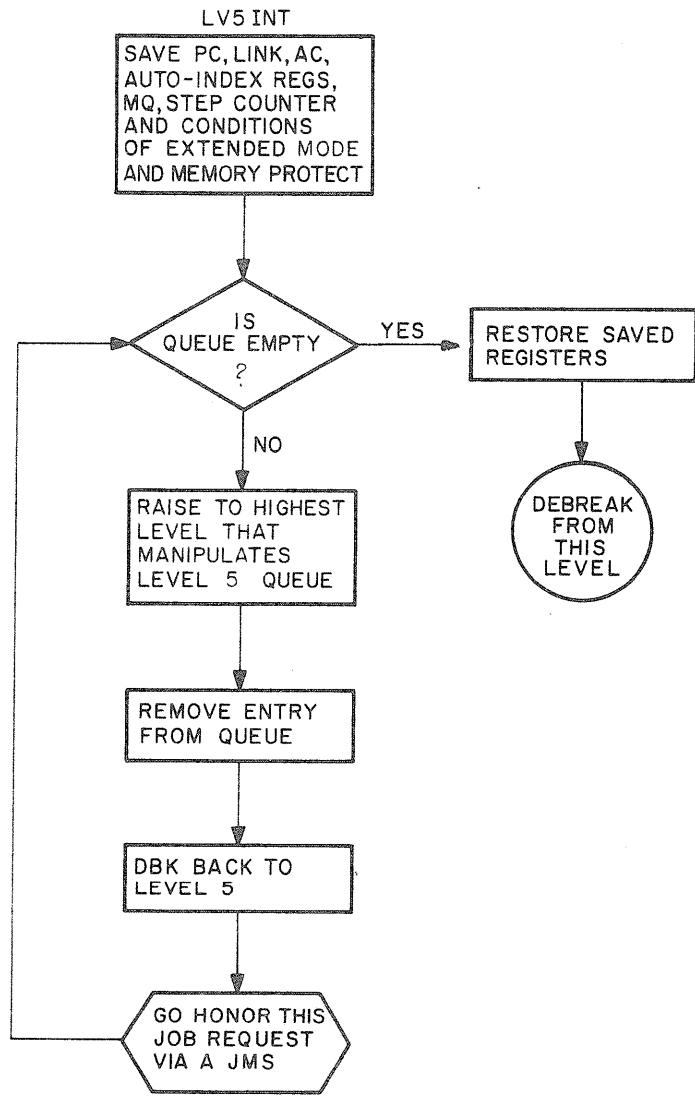 LV5 INT
SAVE PC, LINK, AC,
AUTO-INDEX REGS,
MQ, STEP COUNTER
AND CONDITIONS
OF EXTENDED MODE
AND MEMORY PROTECT
IS
QUEUE EMPTY
?
YES
RESTORE SAVED
REGISTERS
DEBREAK
FROM
THIS
LEVEL
NO
RAISE TO HIGHEST
LEVEL THAT
MANIPULATES
LEVEL 5 QUEUE
REMOVE ENTRY
FROM QUEUE
DBK BACK TO
LEVEL 5
GO HONOR THIS
JOB REQUEST
VIA A JMS